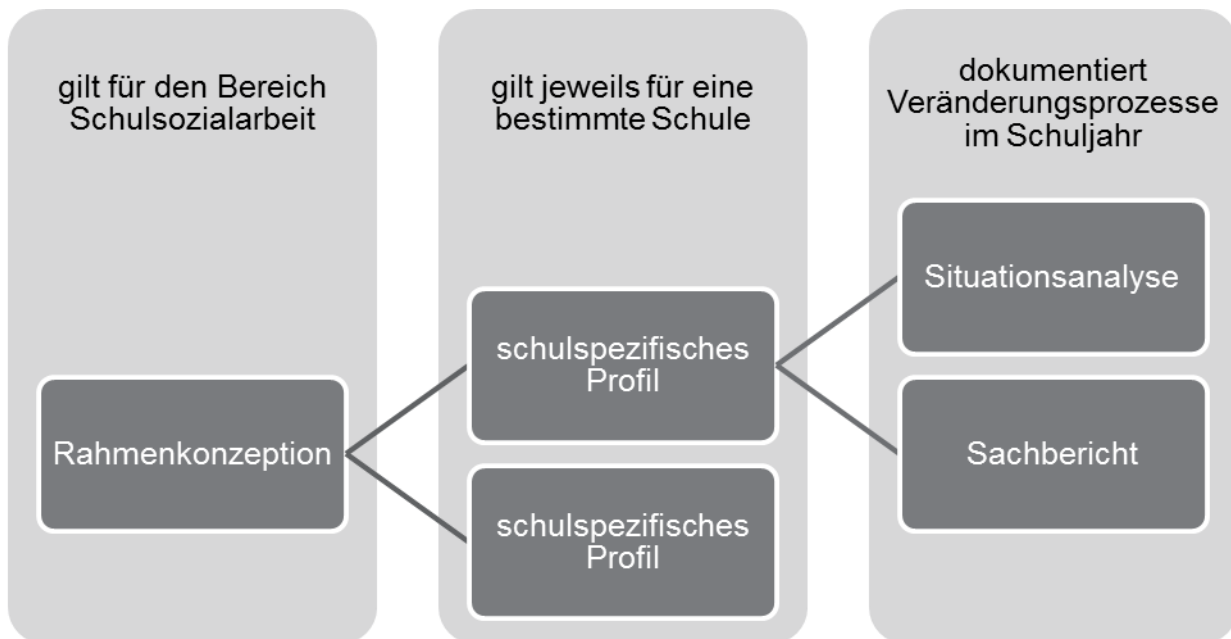 gilt für den Bereich
Schulsozialarbeit
Rahmenkonzeption
gilt jeweils für eine
bestimmte Schule
schulspezifisches
Profil
schulspezifisches
Profil
dokumentiert
Veränderungsprozesse
im Schuljahr
Situationsanalyse
Sachbericht